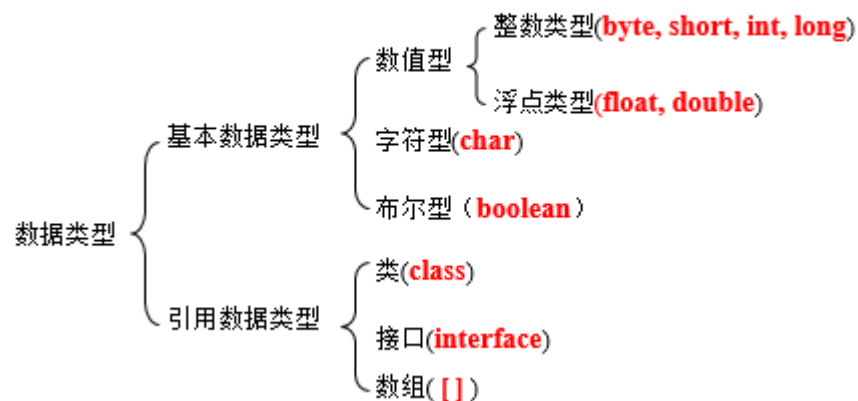 整数类型(byte, short, int, long)
数值型
浮点类型(float, double)
基本数据类型
字符型(char)
布尔型（boolean）
数据类型
类(class)
引用数据类型
接口(interface)
数组([ ])